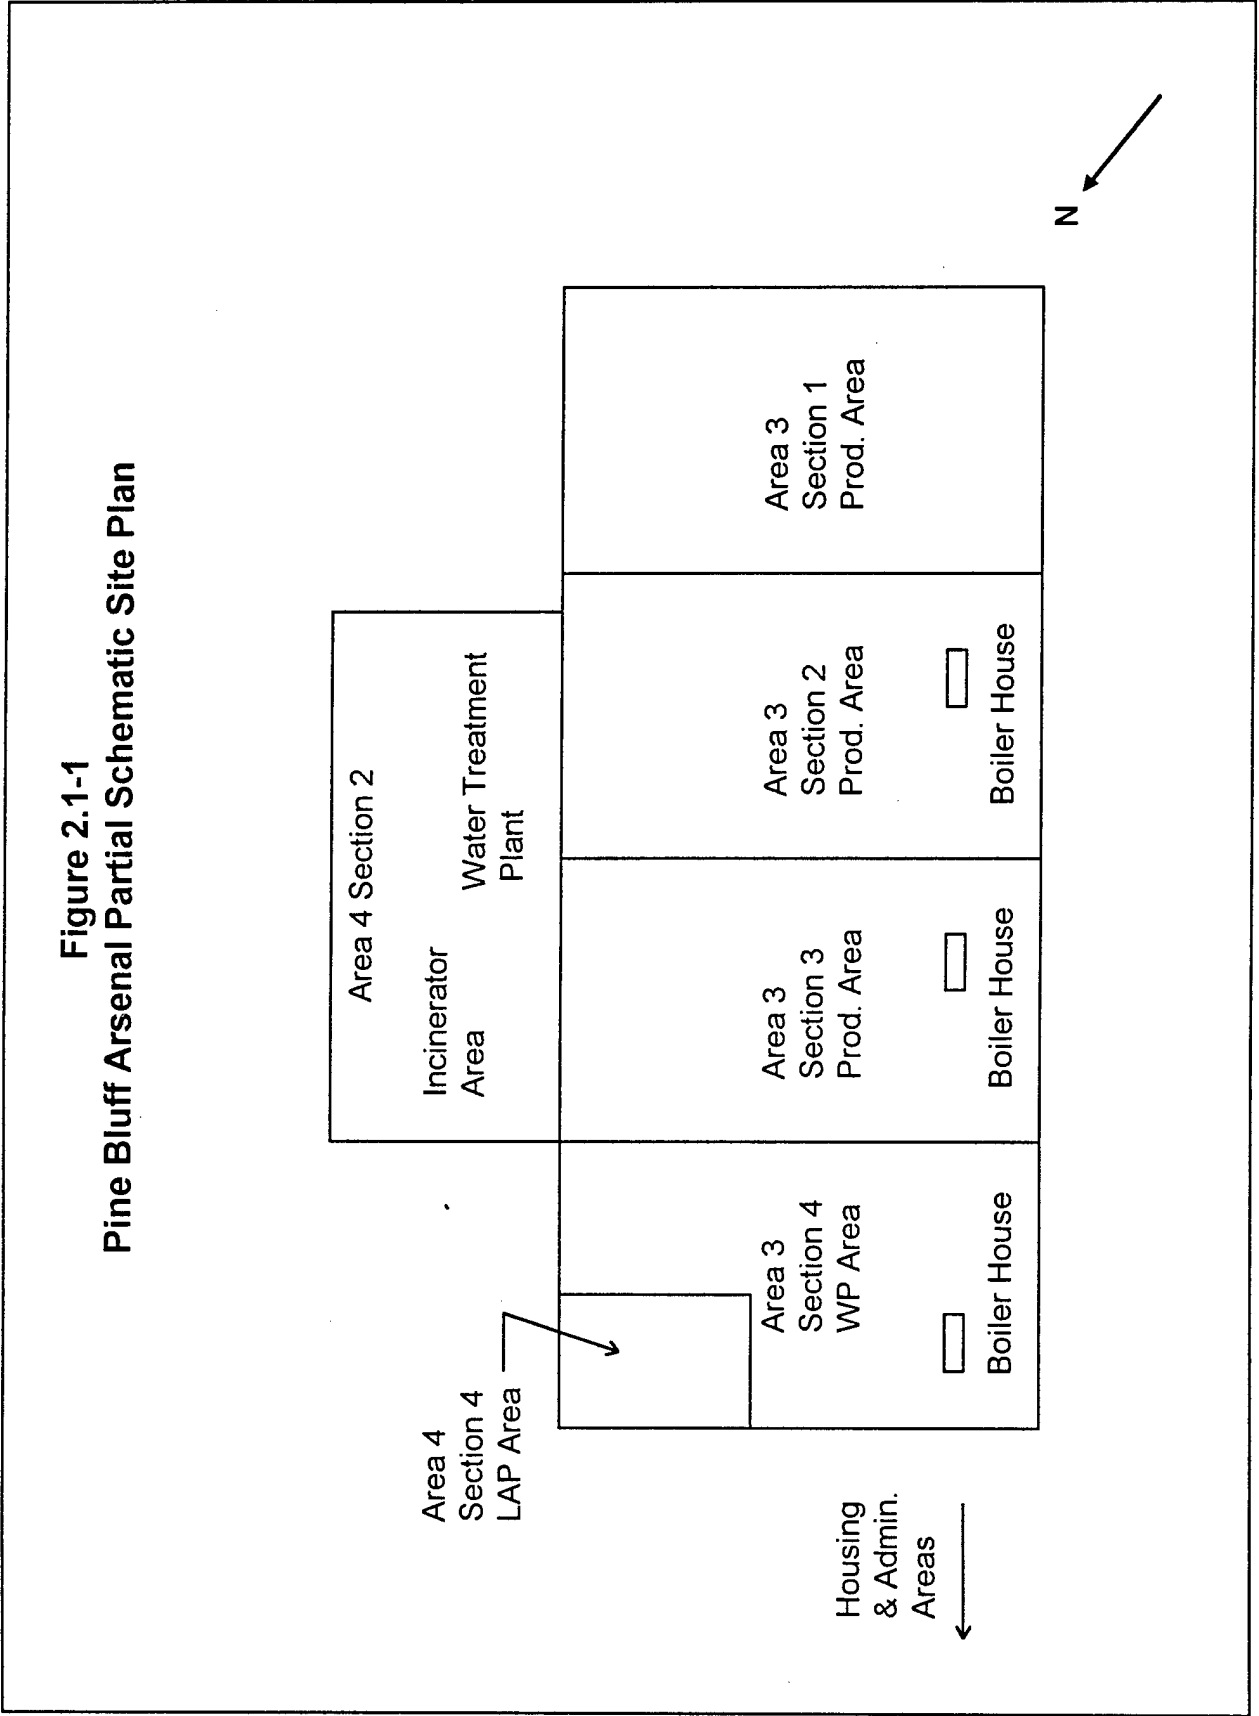 Figure 2.1-1
Pine Bluff Arsenal Partial Schematic Site Plan
Area 4 Section 2
Incinerator
Area
Water Treatment
Plant
Area 4
Section 4
LAP Area
Area 3
Section 4
WP Area
Boiler House
Area 3
Section 3
Prod. Area
Boiler House
Area 3
Section 2
Prod. Area
Boiler House
Area 3
Section 1
Prod. Area
Housing
& Admin.
Areas
N